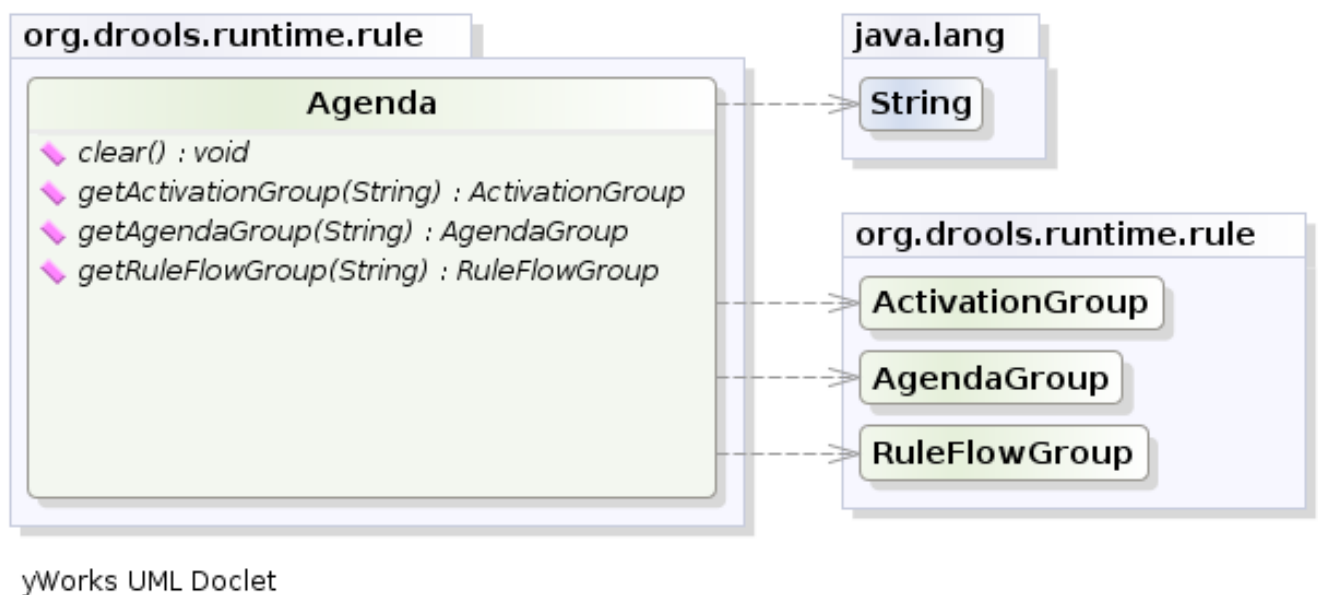 org.drools.runtime.rule
Agenda
clear() : void
getActivationGroup(String) : ActivationGroup
getAgendaGroup(String) : AgendaGroup
getRuleFlowGroup(String) : RuleFlowGroup
java.lang
String
org.drools.runtime.rule
ActivationGroup
AgendaGroup
RuleFlowGroup
yWorks UML Doclet